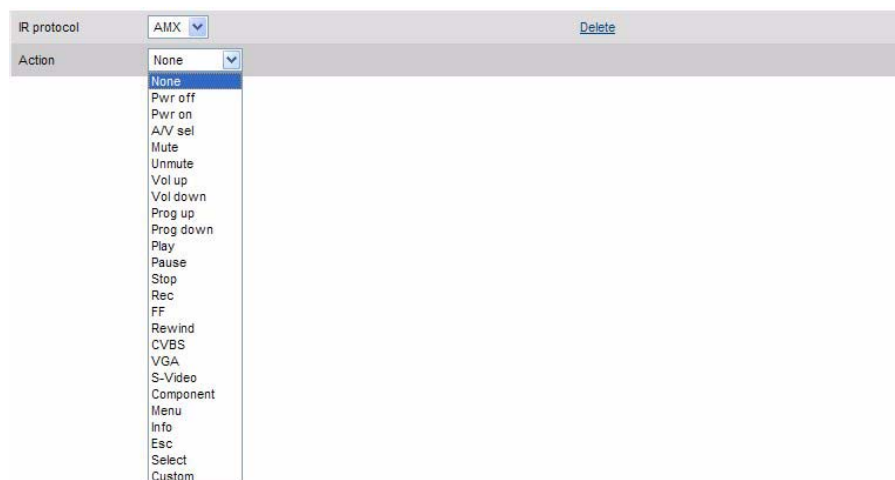 IR protocol AMX Delete
Action None
None
Pwr off
Pwr on
A/V sel
Mute
Unmute
Vol up
Vol down
Prog up
Prog down
Play
Pause
Stop
Rec
FF
Rewind
CVBS
VGA
S-Video
Component
Menu
Info
Esc
Select
Custom